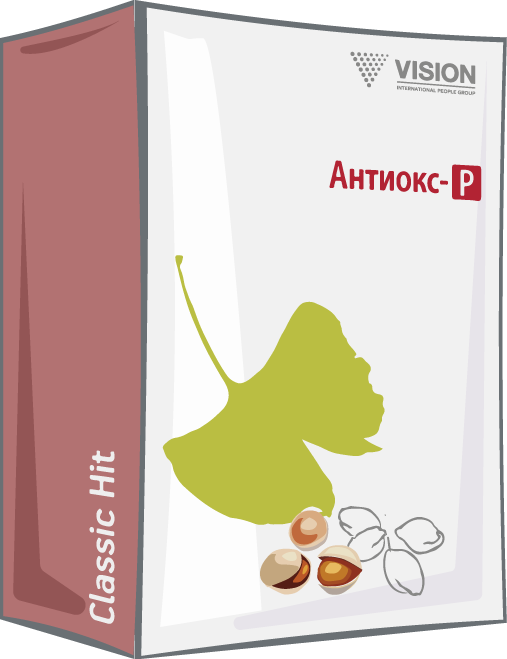 VISION
INTERNATIONAL PEOPLE GROUP
Антиокс-Р
Classic Hit